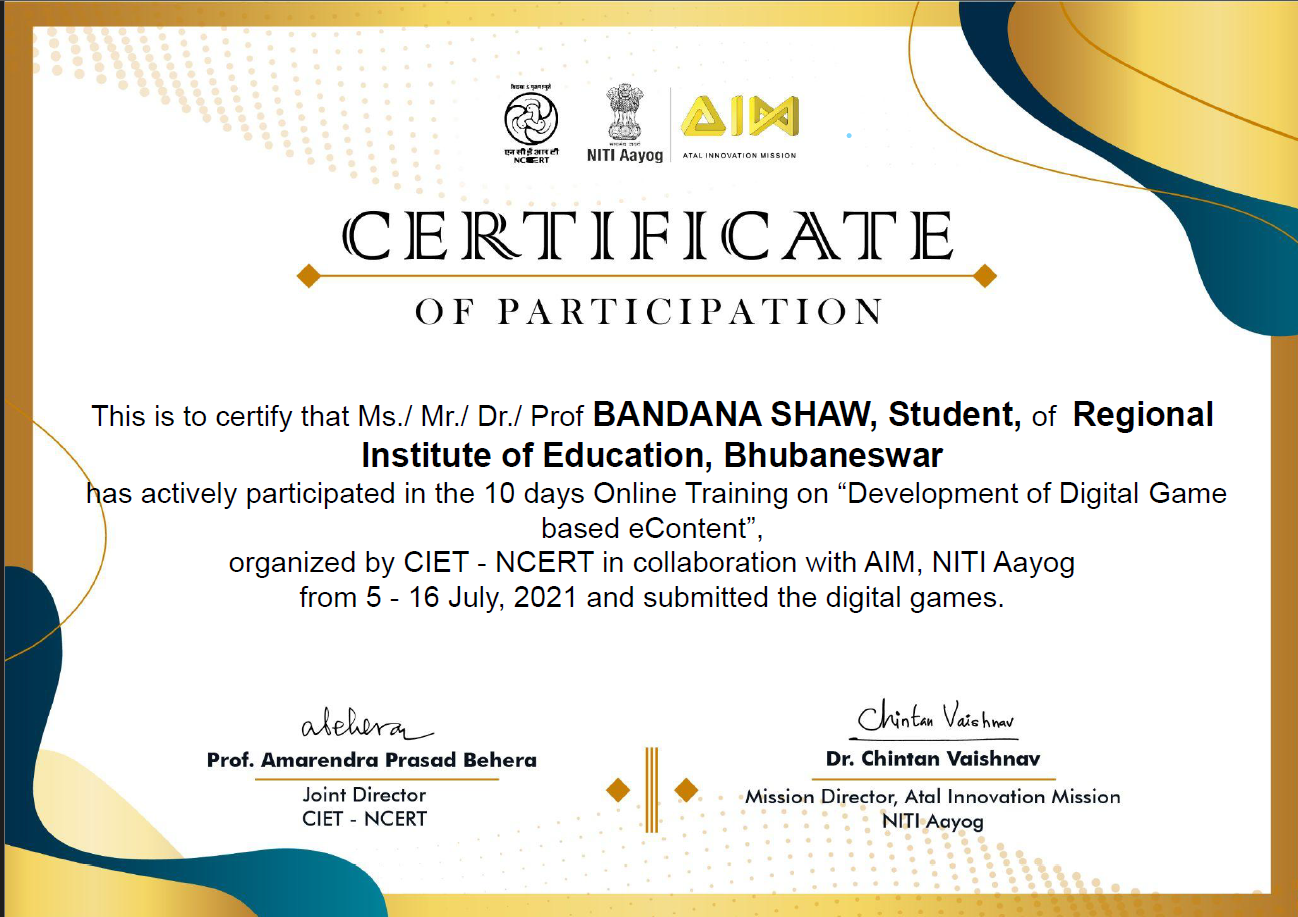 एन सी ई आर टी
NCERT
NITI Aayog
AIM
ATAL INNOVATION MISSION
CERTIFICATE
OF PARTICIPATION
This is to certify that Ms./ Mr./ Dr./ Prof BANDANA SHAW, Student, of Regional
Institute of Education, Bhubaneswar
has actively participated in the 10 days Online Training on “Development of Digital Game
based eContent”,
organized by CIET - NCERT in collaboration with AIM, NITI Aayog
from 5 - 16 July, 2021 and submitted the digital games.
abehera
Prof. Amarendra Prasad Behera
Joint Director
CIET - NCERT
Chintan Vaishnav
Dr. Chintan Vaishnav
Mission Director, Atal Innovation Mission
NITI Aayog